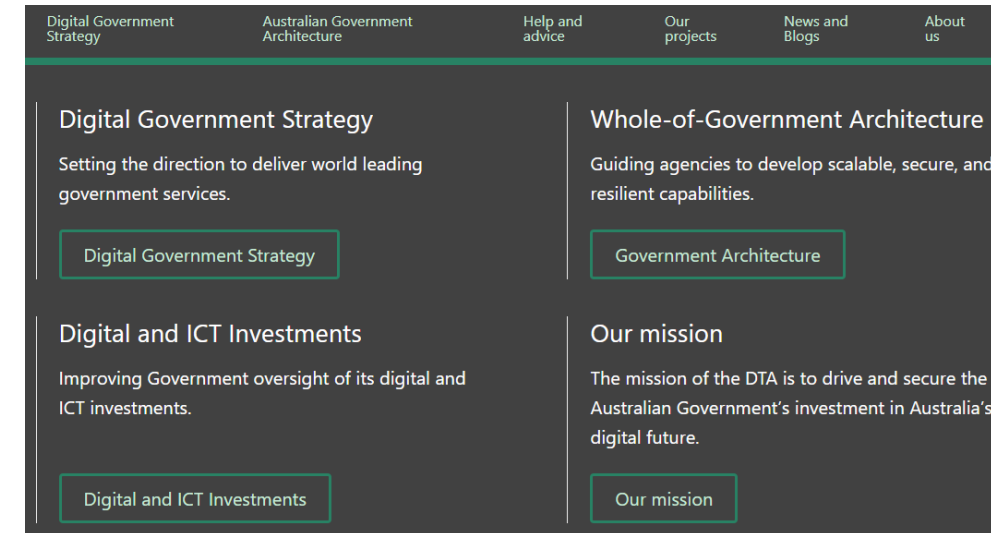 Digital Government
Strategy
Australian Government
Architecture
Help and
advice
Our
projects
News and
Blogs
About
us
Digital Government Strategy
Setting the direction to deliver world leading
government services.
Digital Government Strategy
Whole-of-Government Architecture
Guiding agencies to develop scalable, secure, and
resilient capabilities.
Government Architecture
Digital and ICT Investments
Improving Government oversight of its digital and
ICT investments.
Digital and ICT Investments
Our mission
The mission of the DTA is to drive and secure the
Australian Government’s investment in Australia’s
digital future.
Our mission